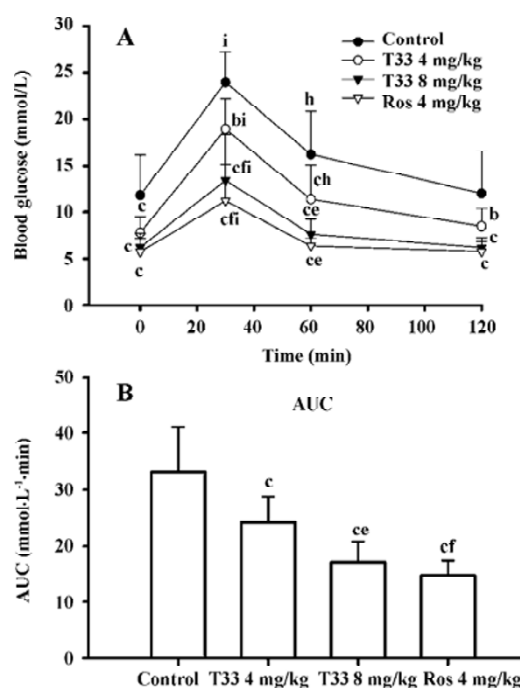 A
Control
T33 4 mg/kg
T33 8 mg/kg
Ros 4 mg/kg
Blood glucose (mmol/L)
30
25
20
15
10
5
0
i
h
bi
cfi
cfi
ch
ce
ce
c
c
c
b
c
c
0 20 40 60 80 100 120
Time (min)
B
AUC
AUC (mmol·L⁻¹·min)
50
40
30
20
10
0
c
ce
cf
Control T33 4 mg/kg T33 8 mg/kg Ros 4 mg/kg